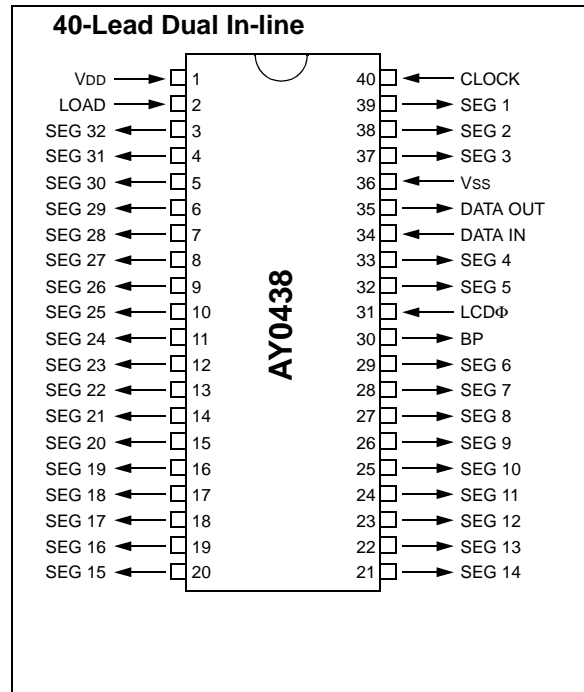 40-Lead Dual In-line
VDD 1 40 CLOCK
LOAD 2 39 SEG 1
SEG 32 3 38 SEG 2
SEG 31 4 37 SEG 3
SEG 30 5 36 VSS
SEG 29 6 35 DATA OUT
SEG 28 7 34 DATA IN
SEG 27 8 33 SEG 4
SEG 26 9 32 SEG 5
SEG 25 10 31 LCDΦ
SEG 24 11 30 BP
SEG 23 12 29 SEG 6
SEG 22 13 28 SEG 7
SEG 21 14 27 SEG 8
SEG 20 15 26 SEG 9
SEG 19 16 25 SEG 10
SEG 18 17 24 SEG 11
SEG 17 18 23 SEG 12
SEG 16 19 22 SEG 13
SEG 15 20 21 SEG 14
AY0438